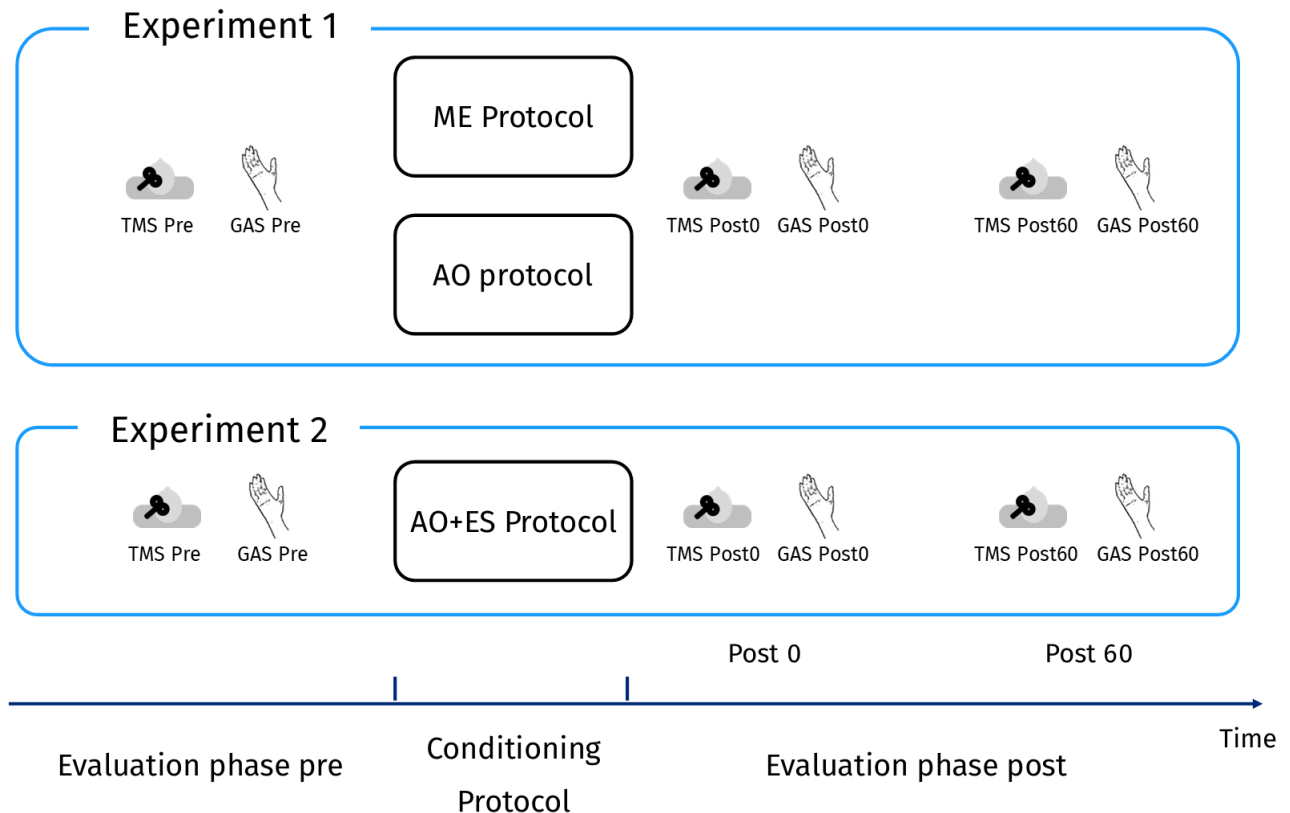 Experiment 1
ME Protocol
TMS Pre
GAS Pre
TMS Post0
GAS Post0
TMS Post60
GAS Post60
AO protocol
Experiment 2
AO+ES Protocol
TMS Pre
GAS Pre
TMS Post0
GAS Post0
TMS Post60
GAS Post60
Post 0
Post 60
Time
Evaluation phase pre
Conditioning
Protocol
Evaluation phase post